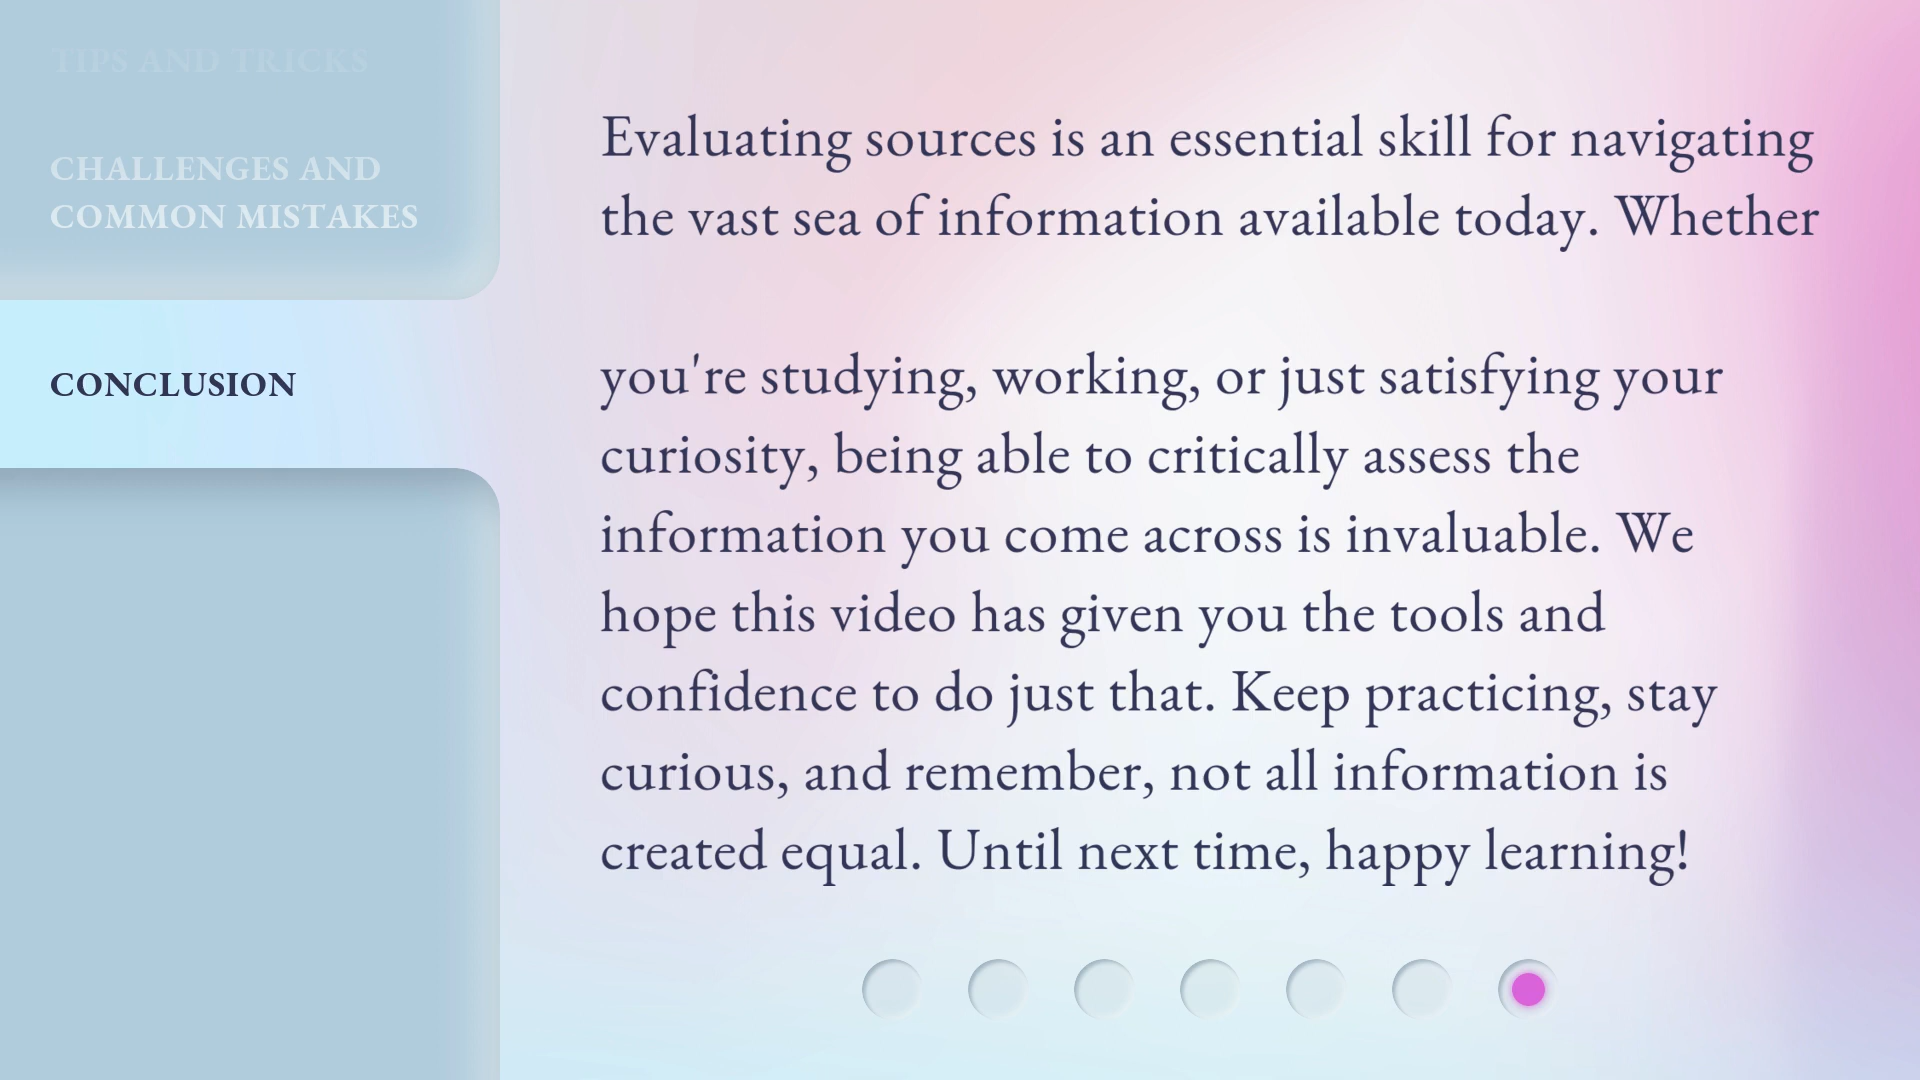 TIPS AND TRICKS
CHALLENGES AND
COMMON MISTAKES
CONCLUSION
Evaluating sources is an essential skill for navigating
the vast sea of information available today. Whether
you're studying, working, or just satisfying your
curiosity, being able to critically assess the
information you come across is invaluable. We
hope this video has given you the tools and
confidence to do just that. Keep practicing, stay
curious, and remember, not all information is
created equal. Until next time, happy learning!